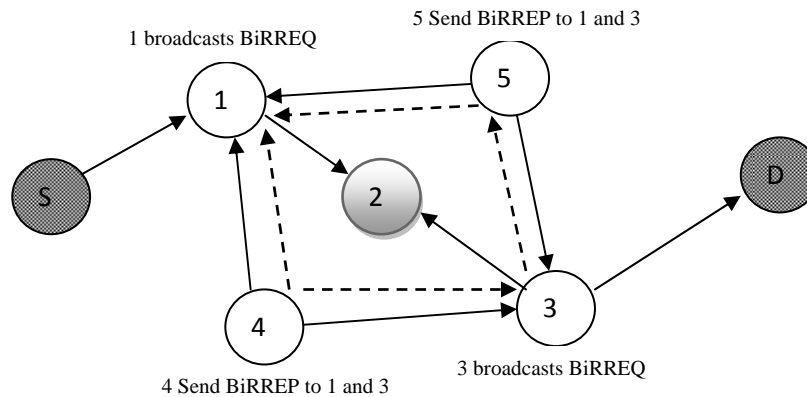 5 Send BiRREP to 1 and 3
1 broadcasts BiRREQ
5
1
D
S
2
3
4
3 broadcasts BiRREQ
4 Send BiRREP to 1 and 3